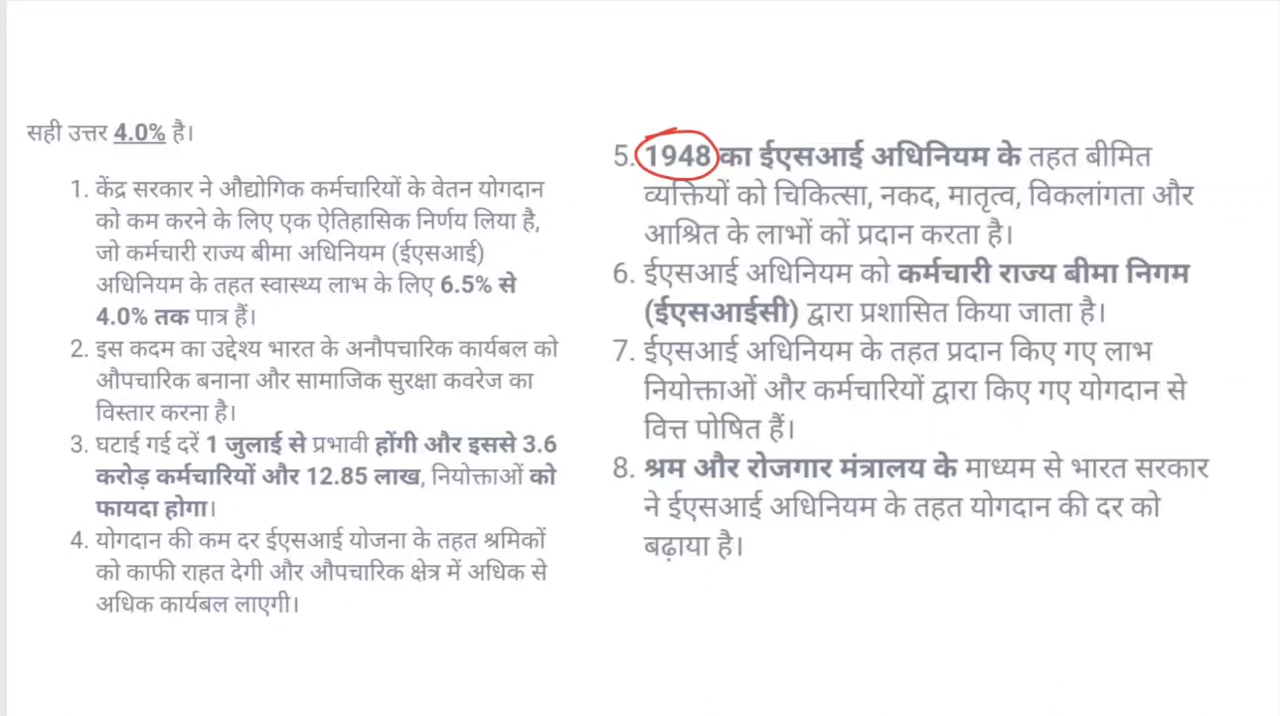 सही उत्तर 4.0% है।
1. केंद्र सरकार ने औद्योगिक कर्मचारियों के वेतन योगदान
को कम करने के लिए एक ऐतिहासिक निर्णय लिया है,
जो कर्मचारी राज्य बीमा अधिनियम (ईएसआई)
अधिनियम के तहत स्वास्थ्य लाभ के लिए 6.5% से
4.0% तक पात्र हैं।
2. इस कदम का उद्देश्य भारत के अनौपचारिक कार्यबल को
औपचारिक बनाना और सामाजिक सुरक्षा कवरेज का
विस्तार करना है।
3. घटाई गई दरें 1 जुलाई से प्रभावी होंगी और इससे 3.6
करोड़ कर्मचारियों और 12.85 लाख, नियोक्ताओं को
फायदा होगा।
4. योगदान की कम दर ईएसआई योजना के तहत श्रमिकों
को काफी राहत देगी और औपचारिक क्षेत्र में अधिक से
अधिक कार्यबल लाएगी।
5. 1948 का ईएसआई अधिनियम के तहत बीमित
व्यक्तियों को चिकित्सा, नकद, मातृत्व, विकलांगता और
आश्रित के लाभों कों प्रदान करता है।
6. ईएसआई अधिनियम को कर्मचारी राज्य बीमा निगम
(ईएसआईसी) द्वारा प्रशासित किया जाता है।
7. ईएसआई अधिनियम के तहत प्रदान किए गए लाभ
नियोक्ताओं और कर्मचारियों द्वारा किए गए योगदान से
वित्त पोषित हैं।
8. श्रम और रोजगार मंत्रालय के माध्यम से भारत सरकार
ने ईएसआई अधिनियम के तहत योगदान की दर को
बढ़ाया है।